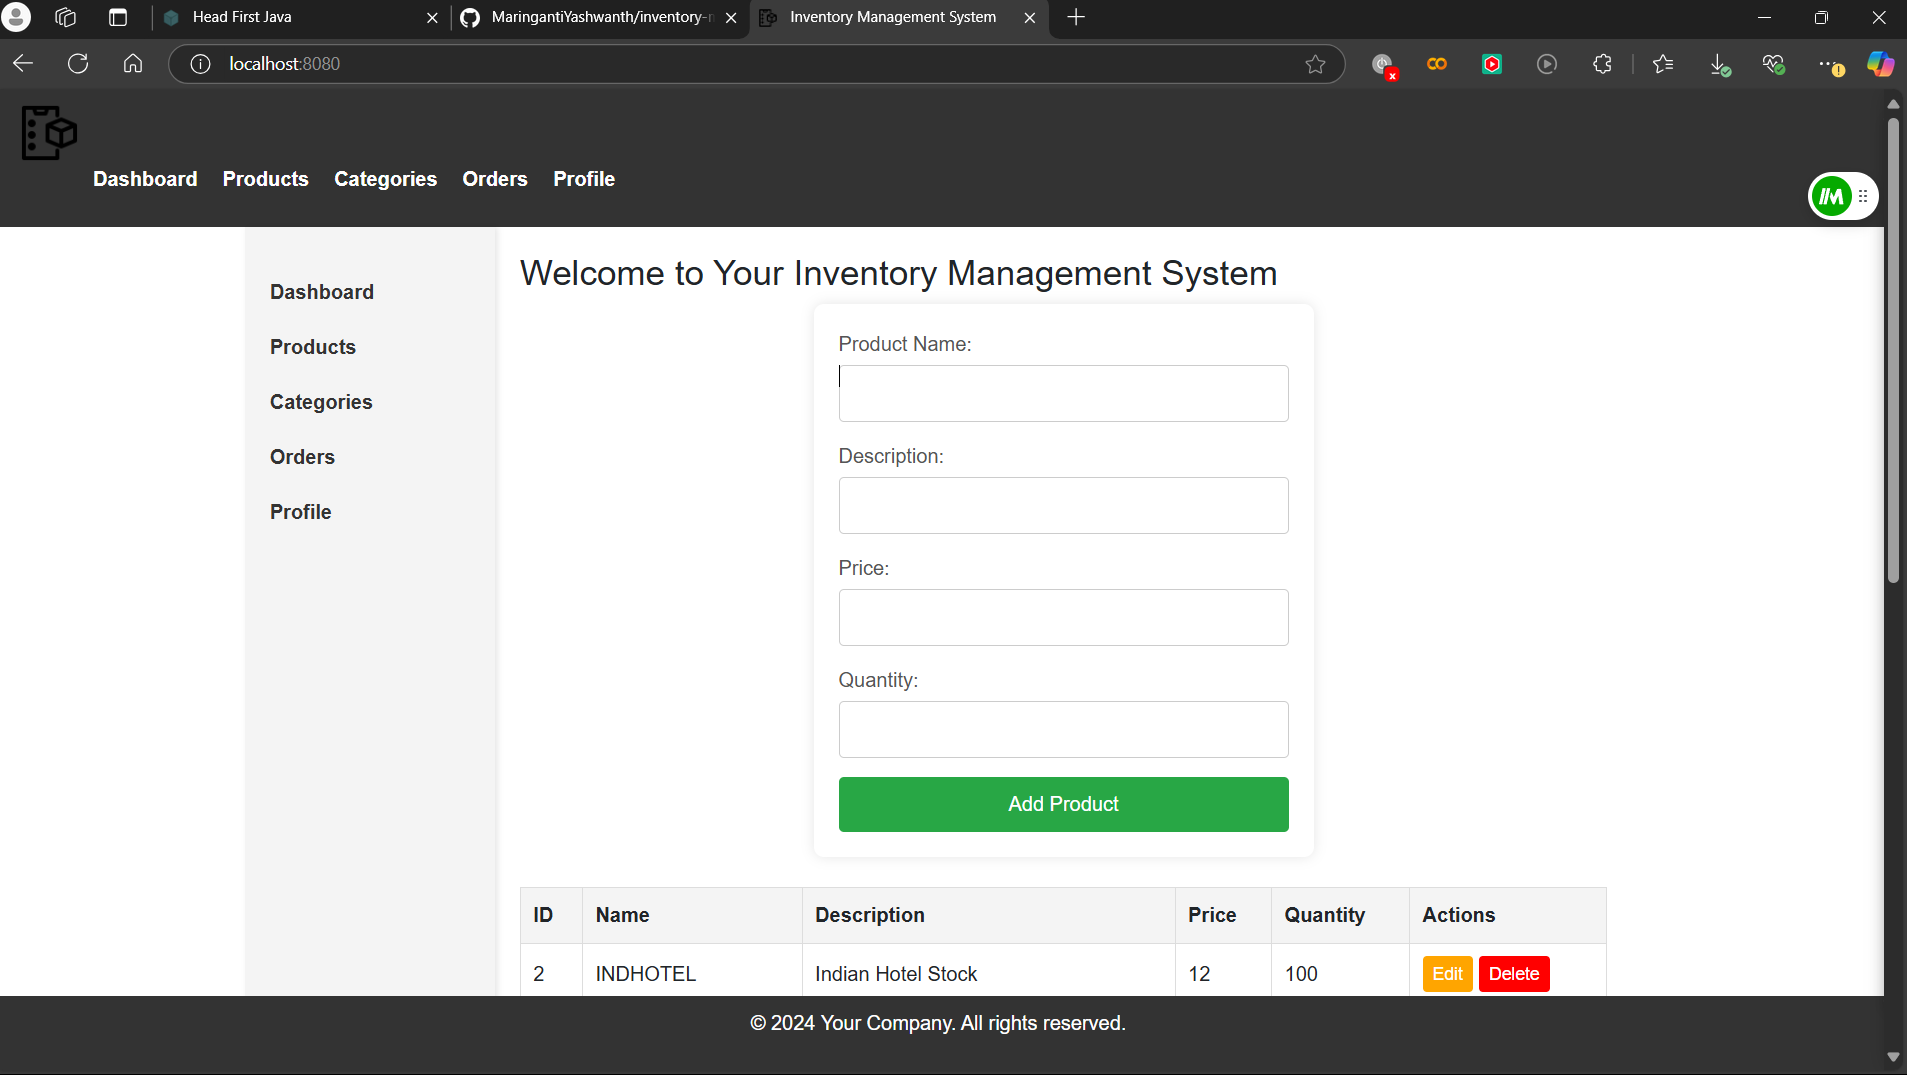 Head First Java
MaringantiYashwanth/inventory-
Inventory Management System
localhost:8080
Dashboard Products Categories Orders Profile
Dashboard
Products
Categories
Orders
Profile
Welcome to Your Inventory Management System
Product Name:
Description:
Price:
Quantity:
Add Product
ID Name Description Price Quantity Actions
2 INDHOTEL Indian Hotel Stock 12 100 Edit Delete
© 2024 Your Company. All rights reserved.